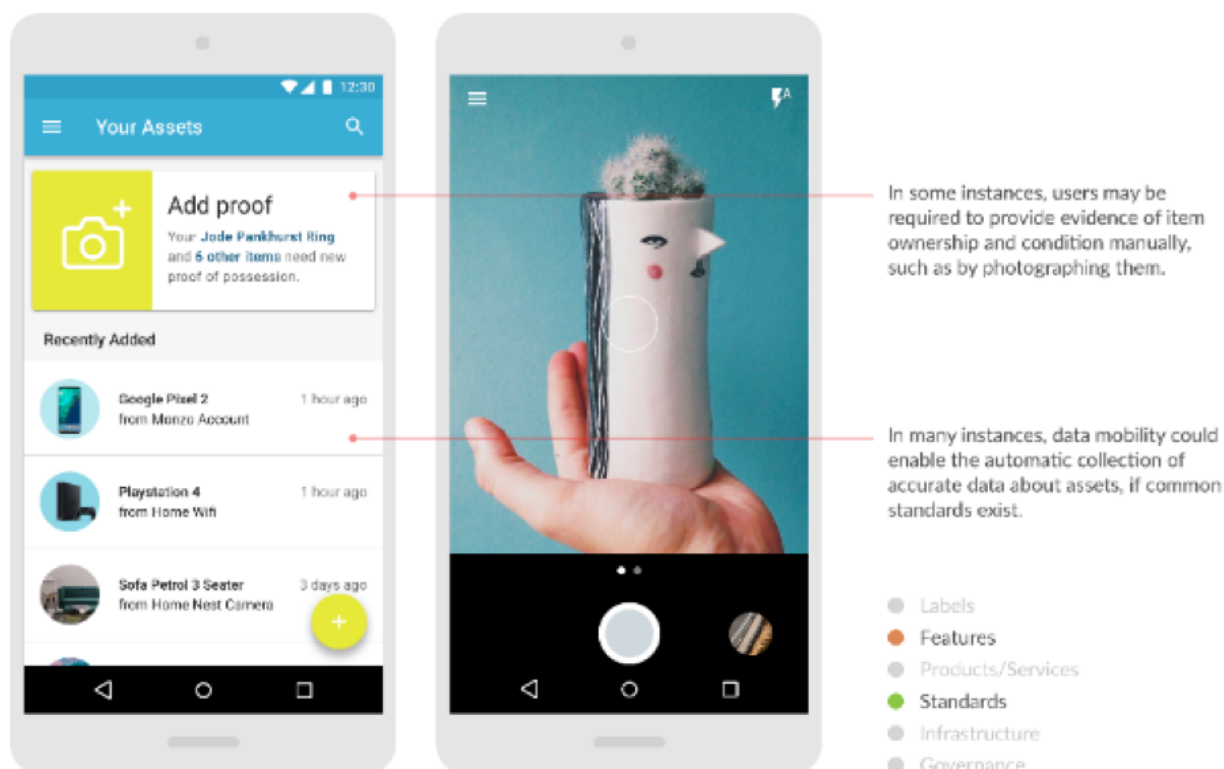 12:30
Your Assets
Add proof
Your Jode Pankhurst Ring
and 6 other items need new
proof of possession.
Recently Added
Google Pixel 2
1 hour ago
from Monzo Account
Playstation 4
1 hour ago
from Home Wifi
Sofa Petrol 3 Seater
3 days ago
from Home Nest Camera
A
In some instances, users may be
required to provide evidence of item
ownership and condition manually,
such as by photographing them.
In many instances, data mobility could
enable the automatic collection of
accurate data about assets, if common
standards exist.
Labels
Features
Products/Services
Standards
Infrastructure
Governance